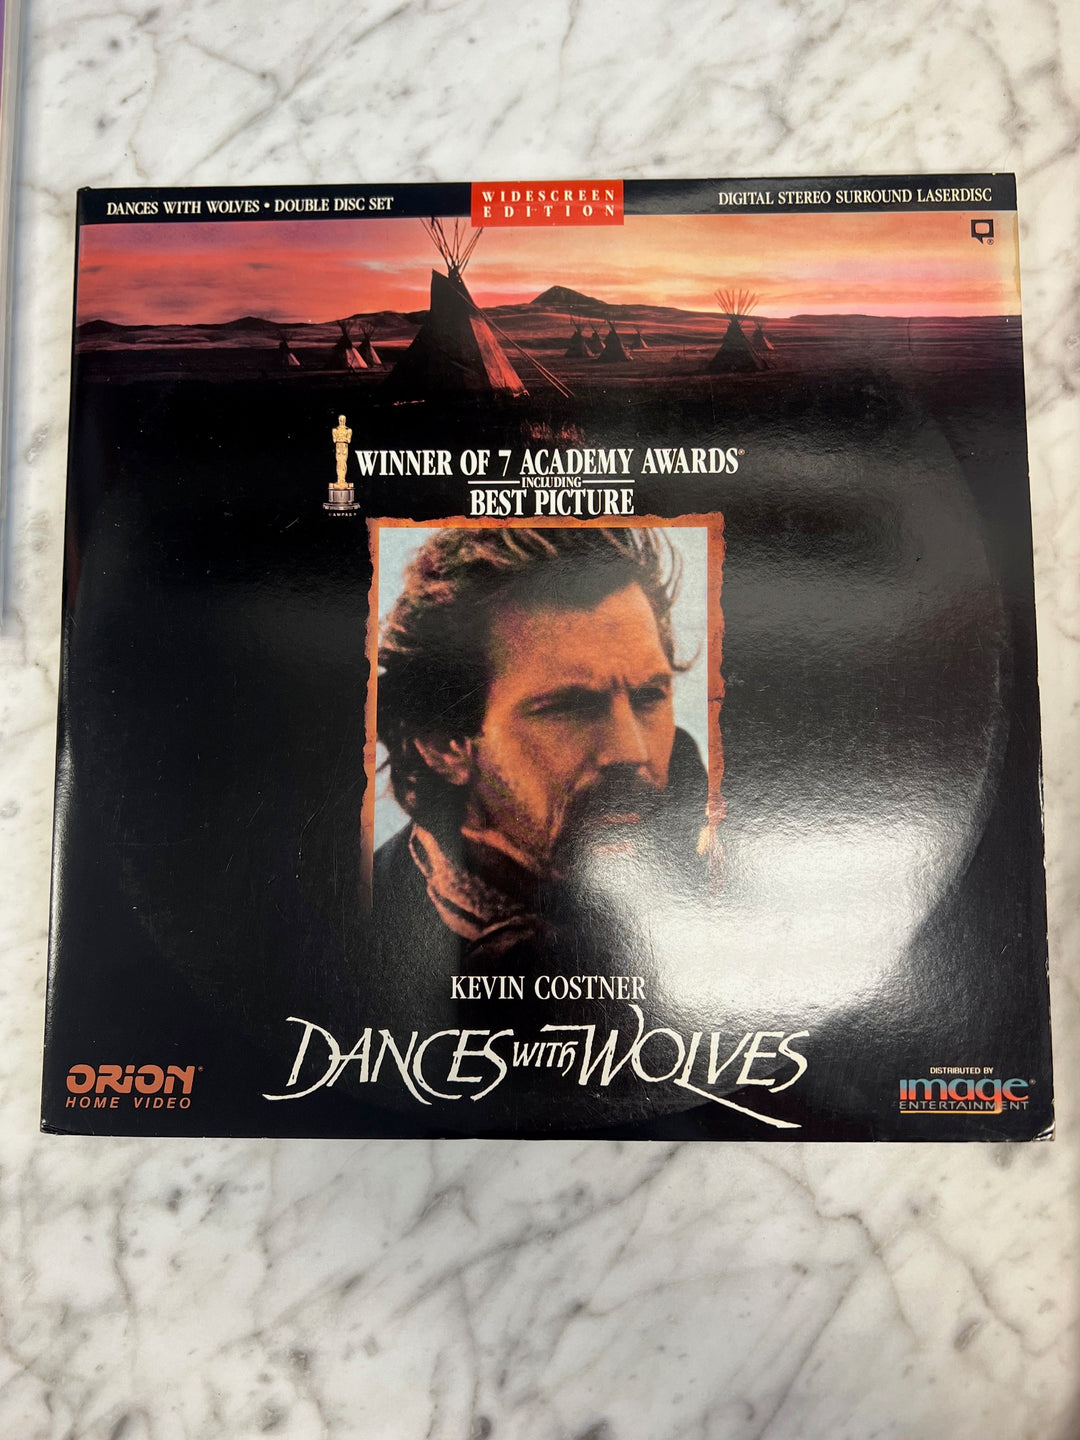 DANCES WITH WOLVES • DOUBLE DISC SET
WIDESCREEN
EDITION
DIGITAL STEREO SURROUND LASERDISC
WINNER OF 7 ACADEMY AWARDS®
INCLUDING
BEST PICTURE
KEVIN COSTNER
DANCES WITH WOLVES
ORION®
HOME VIDEO
DISTRIBUTED BY
image®
ENTERTAINMENT